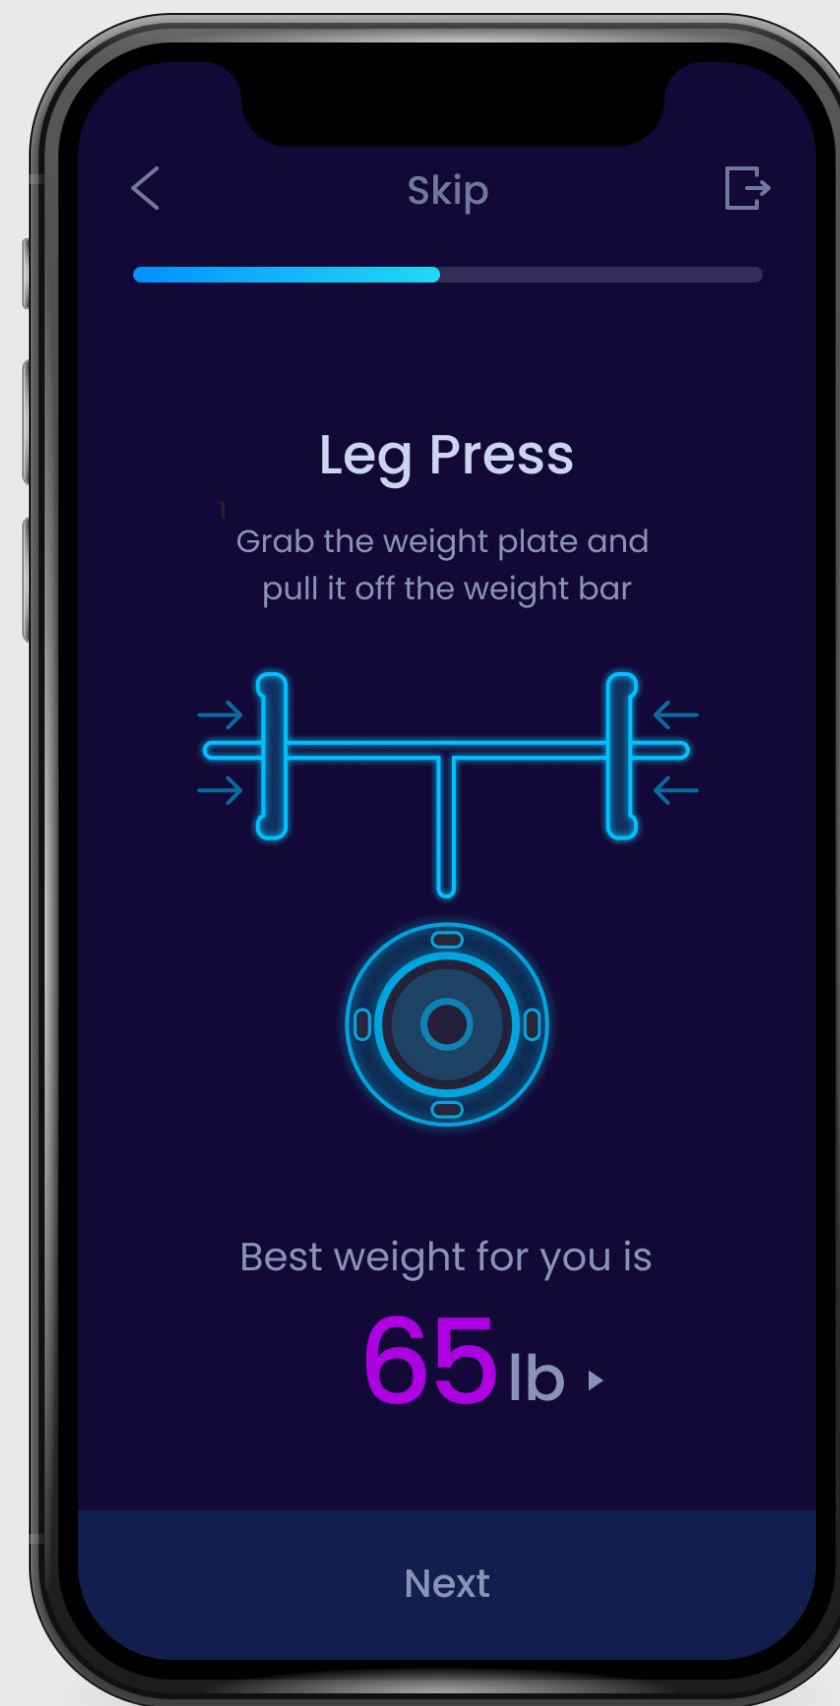 Skip
Leg Press
1
Grab the weight plate and
pull it off the weight bar
Best weight for you is
65 lb
Next